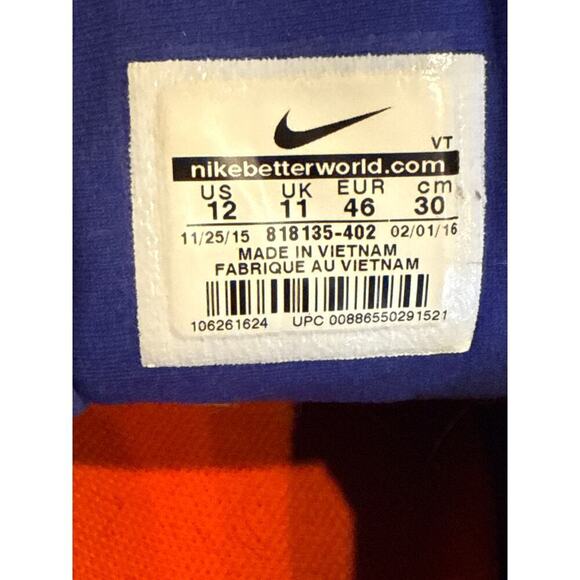 VT
nikebetterworld.com
US UK EUR cm
12 11 46 30
11/25/15 818135-402 02/01/16
MADE IN VIETNAM
FABRIQUE AU VIETNAM
106261624 UPC 00886550291521